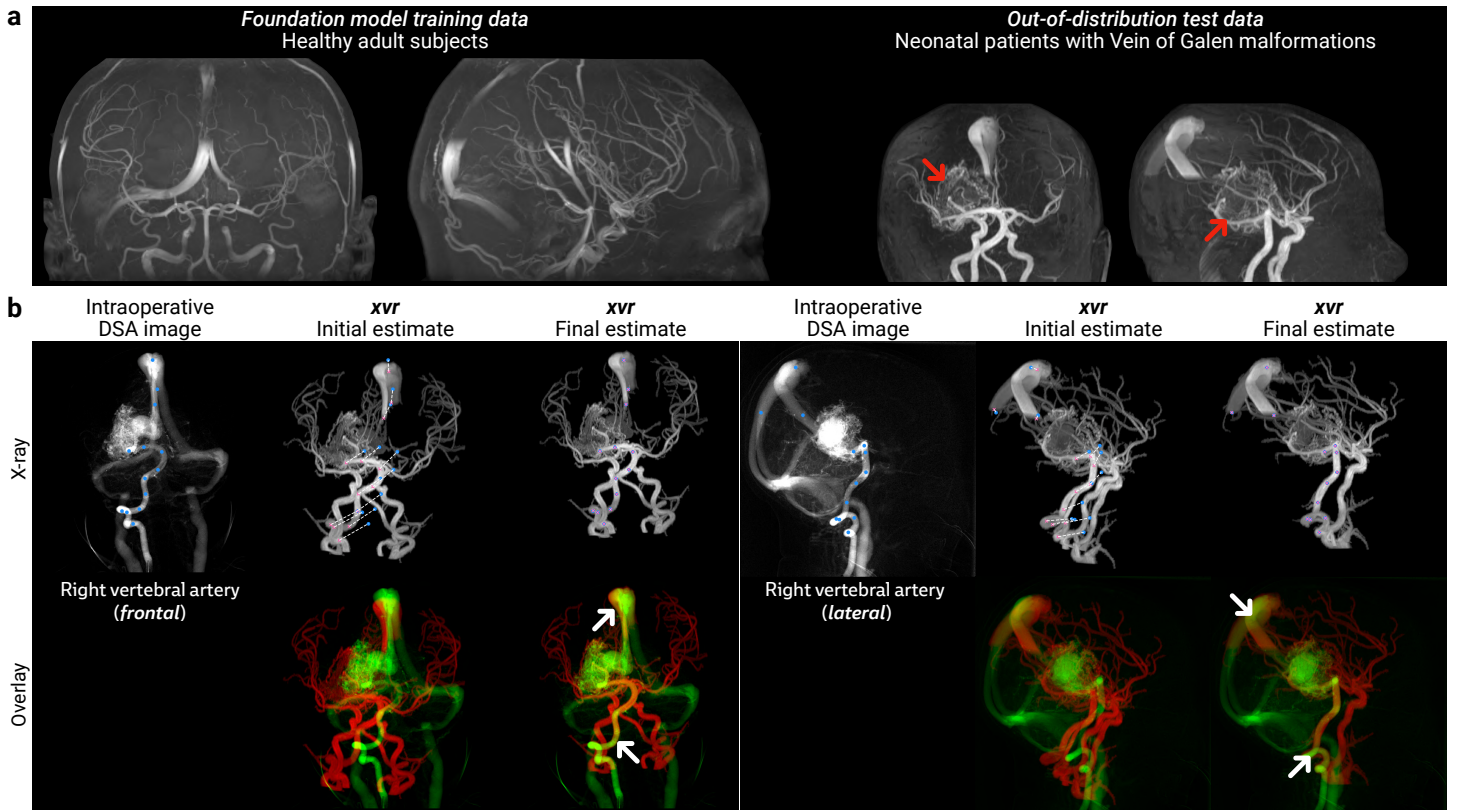 a
Foundation model training data
Healthy adult subjects
Out-of-distribution test data
Neonatal patients with Vein of Galen malformations
b
Intraoperative
DSA image
xvr
Initial estimate
xvr
Final estimate
Intraoperative
DSA image
xvr
Initial estimate
xvr
Final estimate
X-ray
Right vertebral artery
(frontal)
Right vertebral artery
(lateral)
Overlay